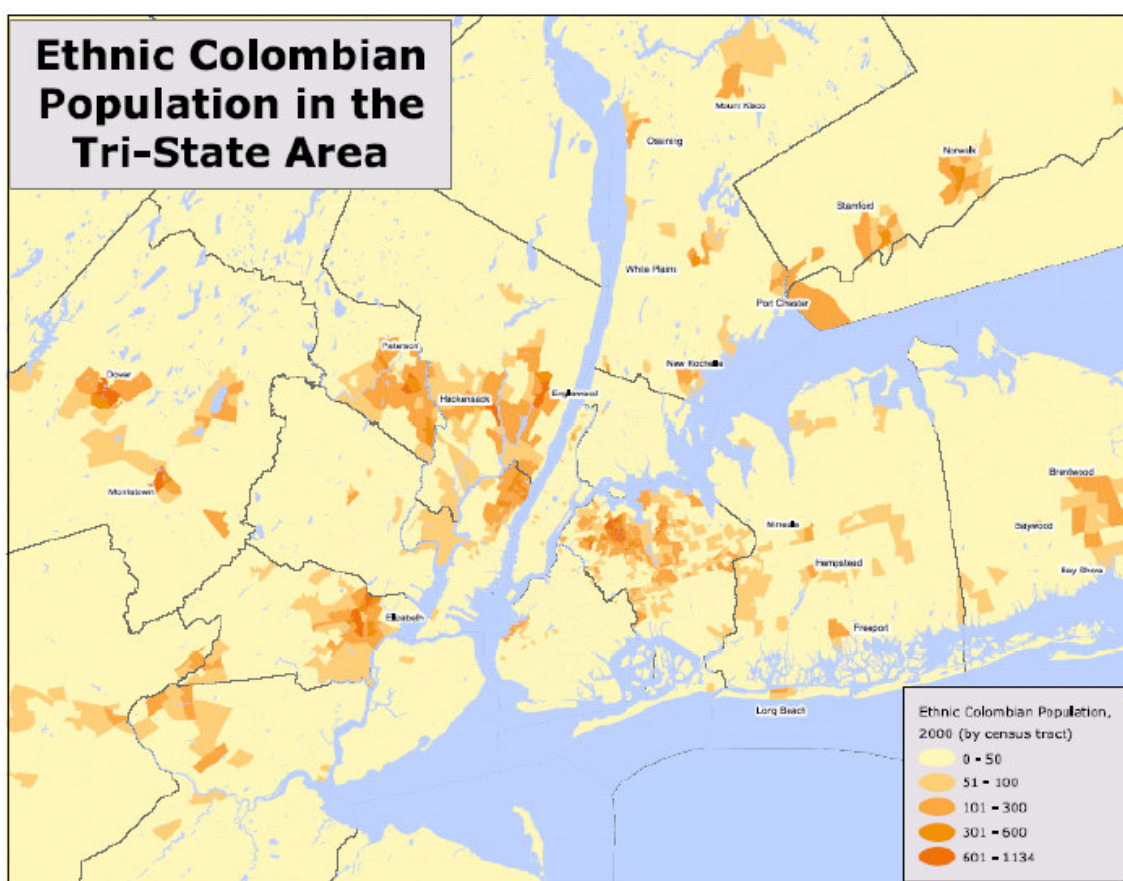 Ethnic Colombian
Population in the
Tri-State Area
Mount Kisco
Ossining
Norwalk
Stamford
White Plains
Port Chester
Paterson
New Rochelle
Dover
Hackensack
Englewood
Brentwood
Morristown
Mineola
Baywood
Hempstead
Bay Shore
Elizabeth
Freeport
Long Beach
Ethnic Colombian Population,
2000 (by census tract)
0 - 50
51 - 100
101 - 300
301 - 600
601 - 1134